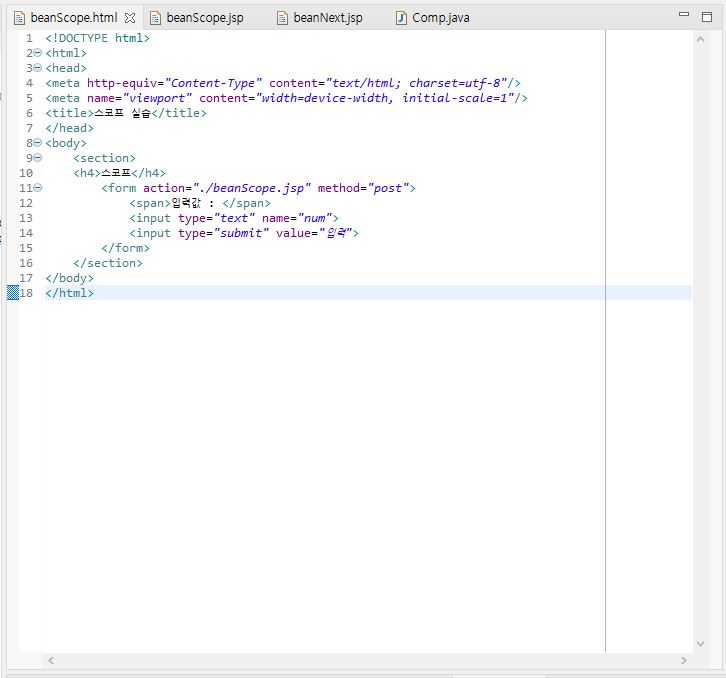 beanScope.html beanScope.jsp beanNext.jsp Comp.java
1 <!DOCTYPE html>
2 <html>
3 <head>
4 <meta http-equiv="Content-Type" content="text/html; charset=utf-8"/>
5 <meta name="viewport" content="width=device-width, initial-scale=1"/>
6 <title>스코프 실습</title>
7 </head>
8 <body>
9 <section>
10 <h4>스코프</h4>
11 <form action="./beanScope.jsp" method="post">
12 <span>입력값 : </span>
13 <input type="text" name="num">
14 <input type="submit" value="입력">
15 </form>
16 </section>
17 </body>
18 </html>